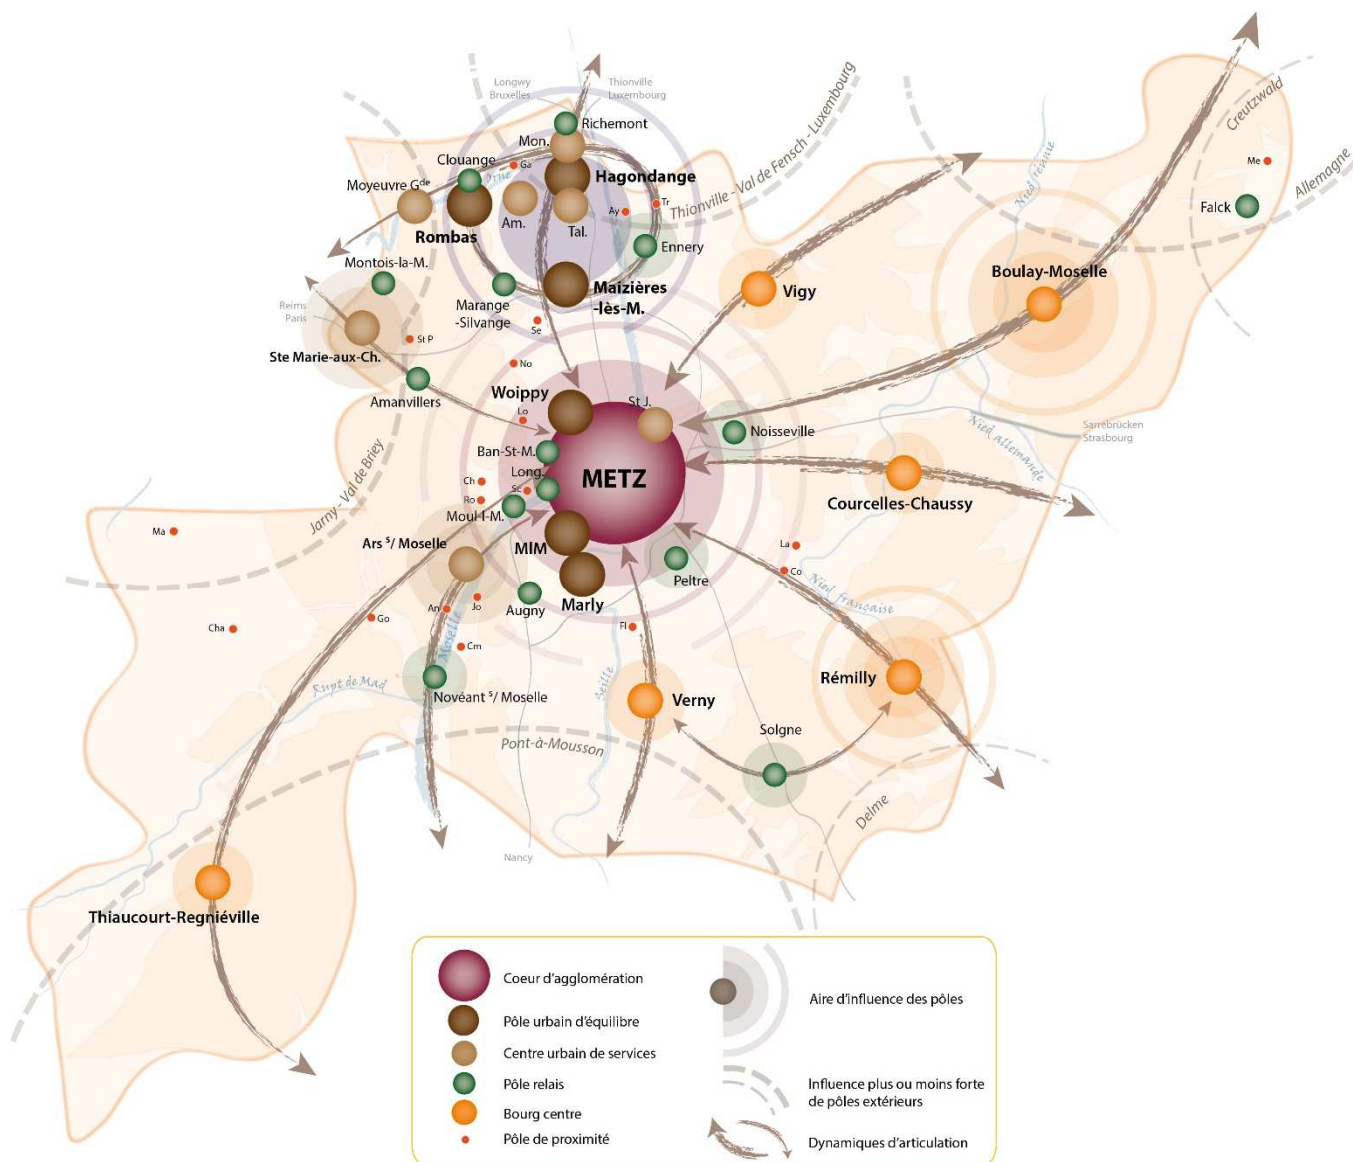 Longwy
Bruxelles
Thionville
Luxembourg
Richemont
Mon.
Clouange
Ga
Orne
Hagondange
Moyeuvre Gde
Rombas
Am.
Tal.
Ay
Tr
Ennery
Thionville - Val de Fensch - Luxembourg
Montois-la-M.
Marange
-Silvange
Maizières
-lès-M.
Se
Reims
Paris
Ste Marie-aux-Ch.
St P
No
Amanvillers
Jarny - Val de Briey
Vigy
Boulay-Moselle
Nied réunie
Creutzwald
Allemagne
Me
Falck
Woippy
Lo
St J.
Noisseville
Nied allemande
Sarrebrücken
Strasbourg
Ban-St-M.
Long.
METZ
Ch
Sc
Ro
Moul-l-M.
Courcelles-Chaussy
Ma
Ars s/ Moselle
MIM
Marly
Peltre
La
Co
Nied française
An
Jo
Augny
Go
Cha
Cm
Moselle
Fl
Seille
Rupt de Mad
Novéant s/ Moselle
Verny
Rémilly
Solgne
Pont-à-Mousson
Delme
Nancy
Thiaucourt-Regniéville
Coeur d'agglomération
Pôle urbain d'équilibre
Centre urbain de services
Pôle relais
Bourg centre
Pôle de proximité
Aire d'influence des pôles
Influence plus ou moins forte
de pôles extérieurs
Dynamiques d'articulation